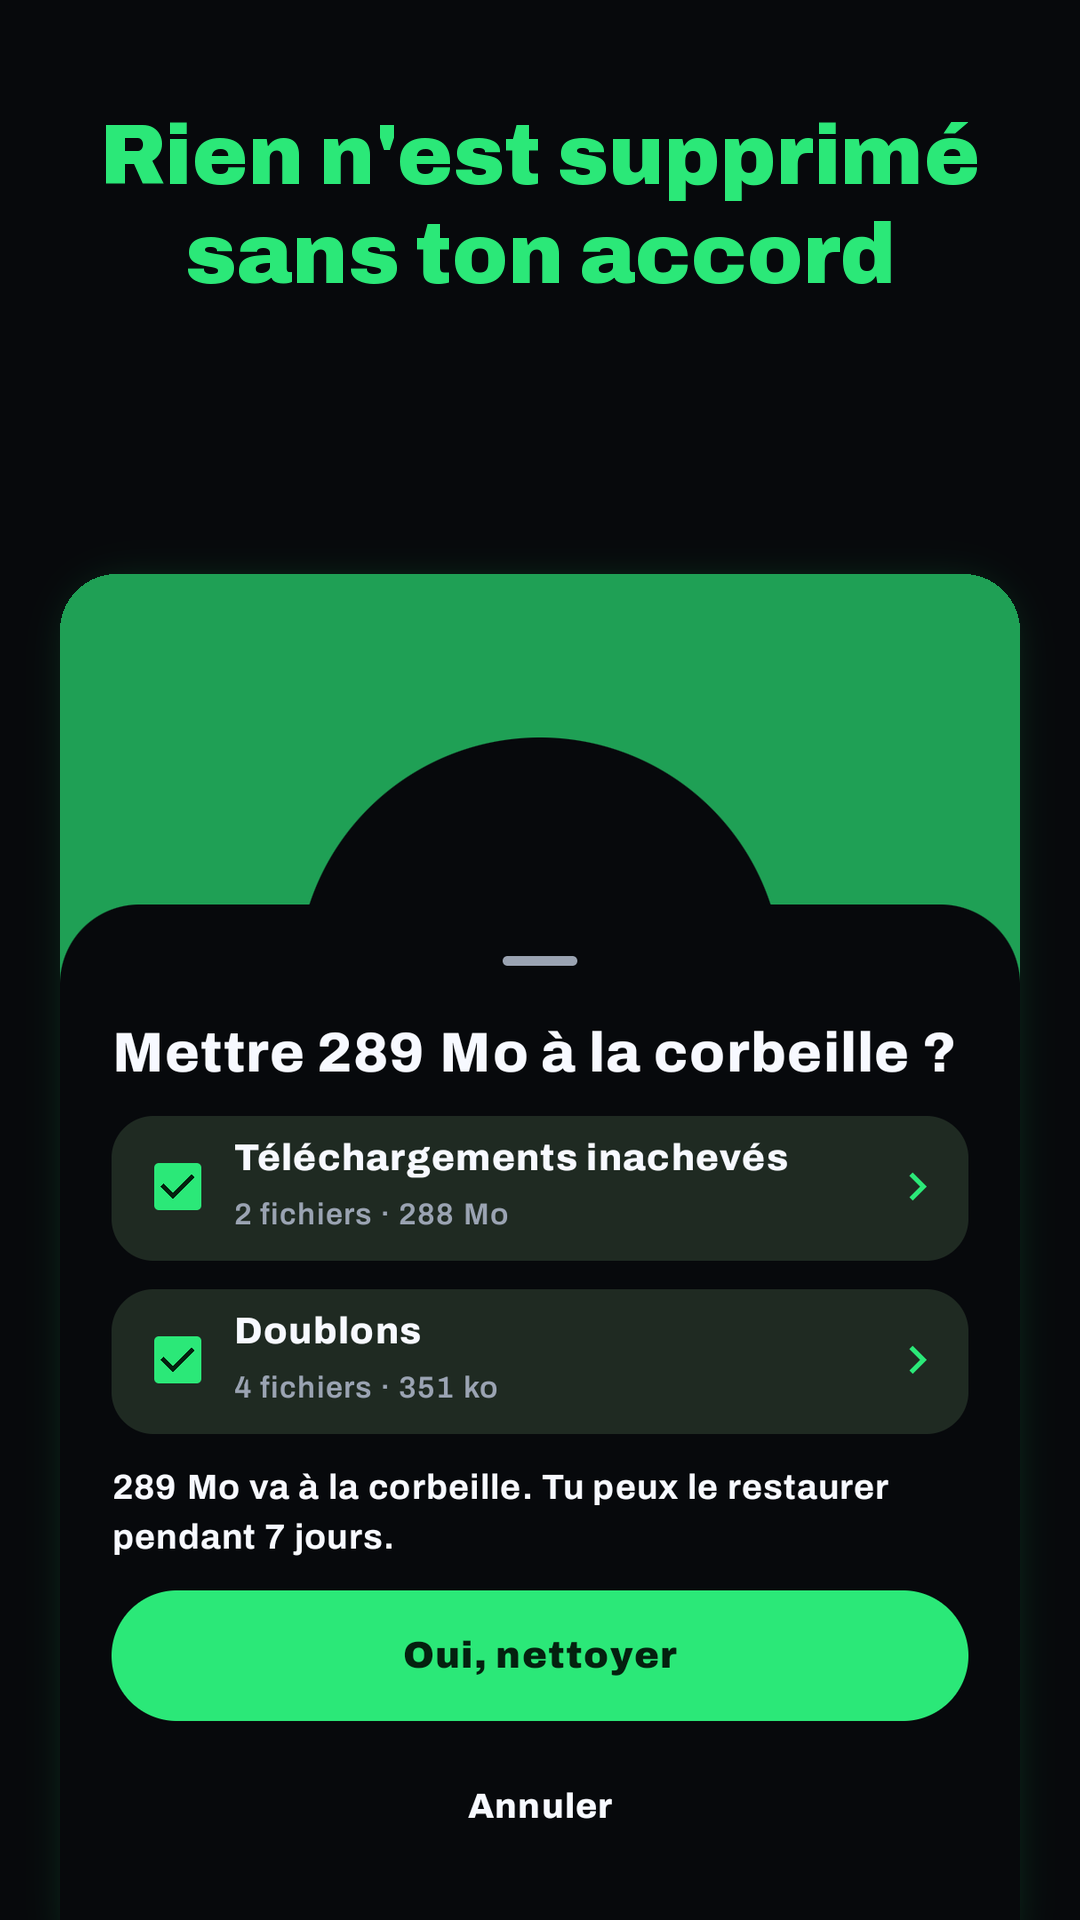 Rien n'est supprimé
sans ton accord
Mettre 289 Mo à la corbeille ?
Téléchargements inachevés
2 fichiers · 288 Mo
Doublons
4 fichiers · 351 ko
289 Mo va à la corbeille. Tu peux le restaurer
pendant 7 jours.
Oui, nettoyer
Annuler